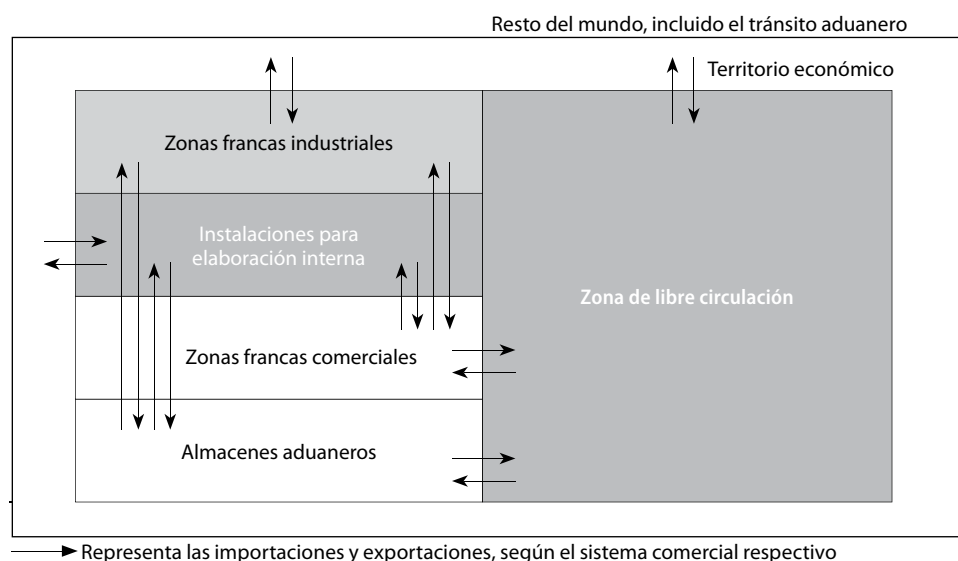 Resto del mundo, incluido el tránsito aduanero
Territorio económico
Zonas francas industriales
Instalaciones para
elaboración interna
Zona de libre circulación
Zonas francas comerciales
Almacenes aduaneros
Representa las importaciones y exportaciones, según el sistema comercial respectivo